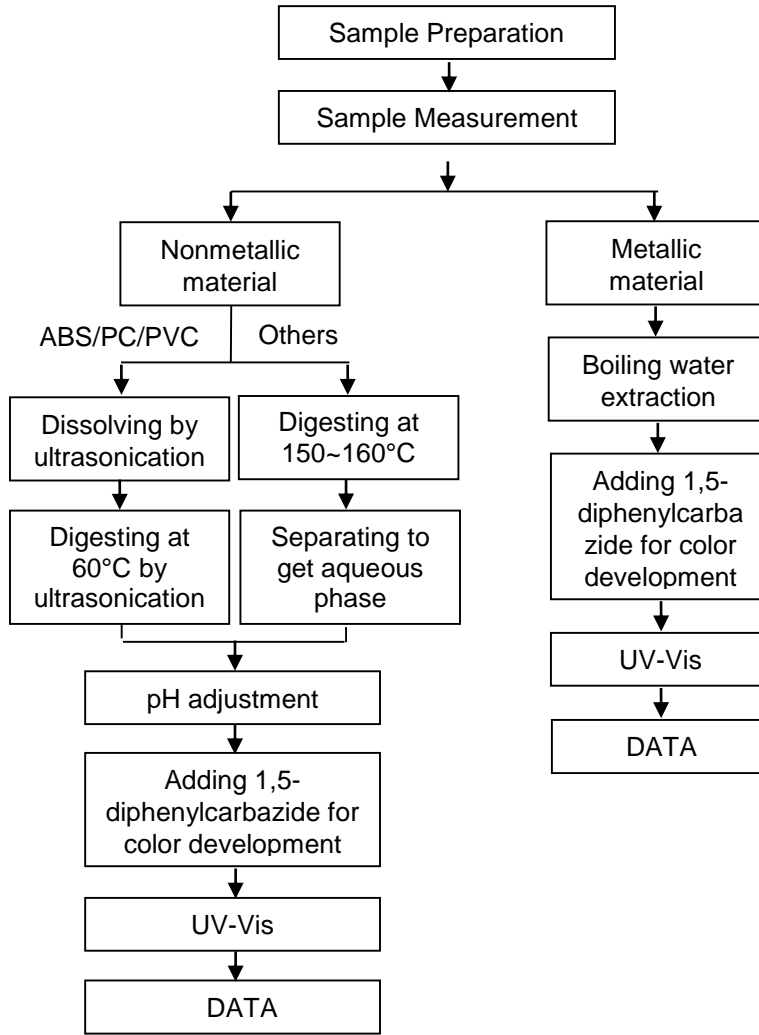 Sample Preparation
Sample Measurement
Nonmetallic
material
ABS/PC/PVC
Others
Dissolving by
ultrasonication
Digesting at
150~160°C
Digesting at
60°C by
ultrasonication
Separating to
get aqueous
phase
pH adjustment
Adding 1,5-
diphenylcarbazide for
color development
UV-Vis
DATA
Metallic
material
Boiling water
extraction
Adding 1,5-
diphenylcarba
zide for color
development
UV-Vis
DATA